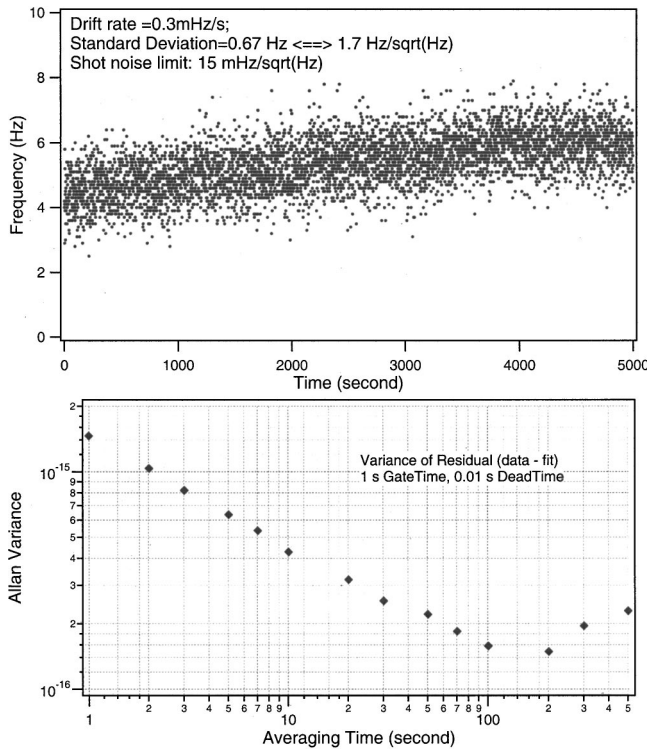 Drift rate =0.3mHz/s;
Standard Deviation=0.67 Hz <==> 1.7 Hz/sqrt(Hz)
Shot noise limit: 15 mHz/sqrt(Hz)
10
8
6
4
2
0
Frequency (Hz)
0 1000 2000 3000 4000 5000
Time (second)
2
10⁻¹⁵
9
8
7
6
5
4
3
2
10⁻¹⁶
Allan Variance
Variance of Residual (data - fit)
1 s GateTime, 0.01 s DeadTime
1 2 3 4 5 6 7 8 9 10 2 3 4 5 6 7 8 9 100 2 3 4 5
Averaging Time (second)